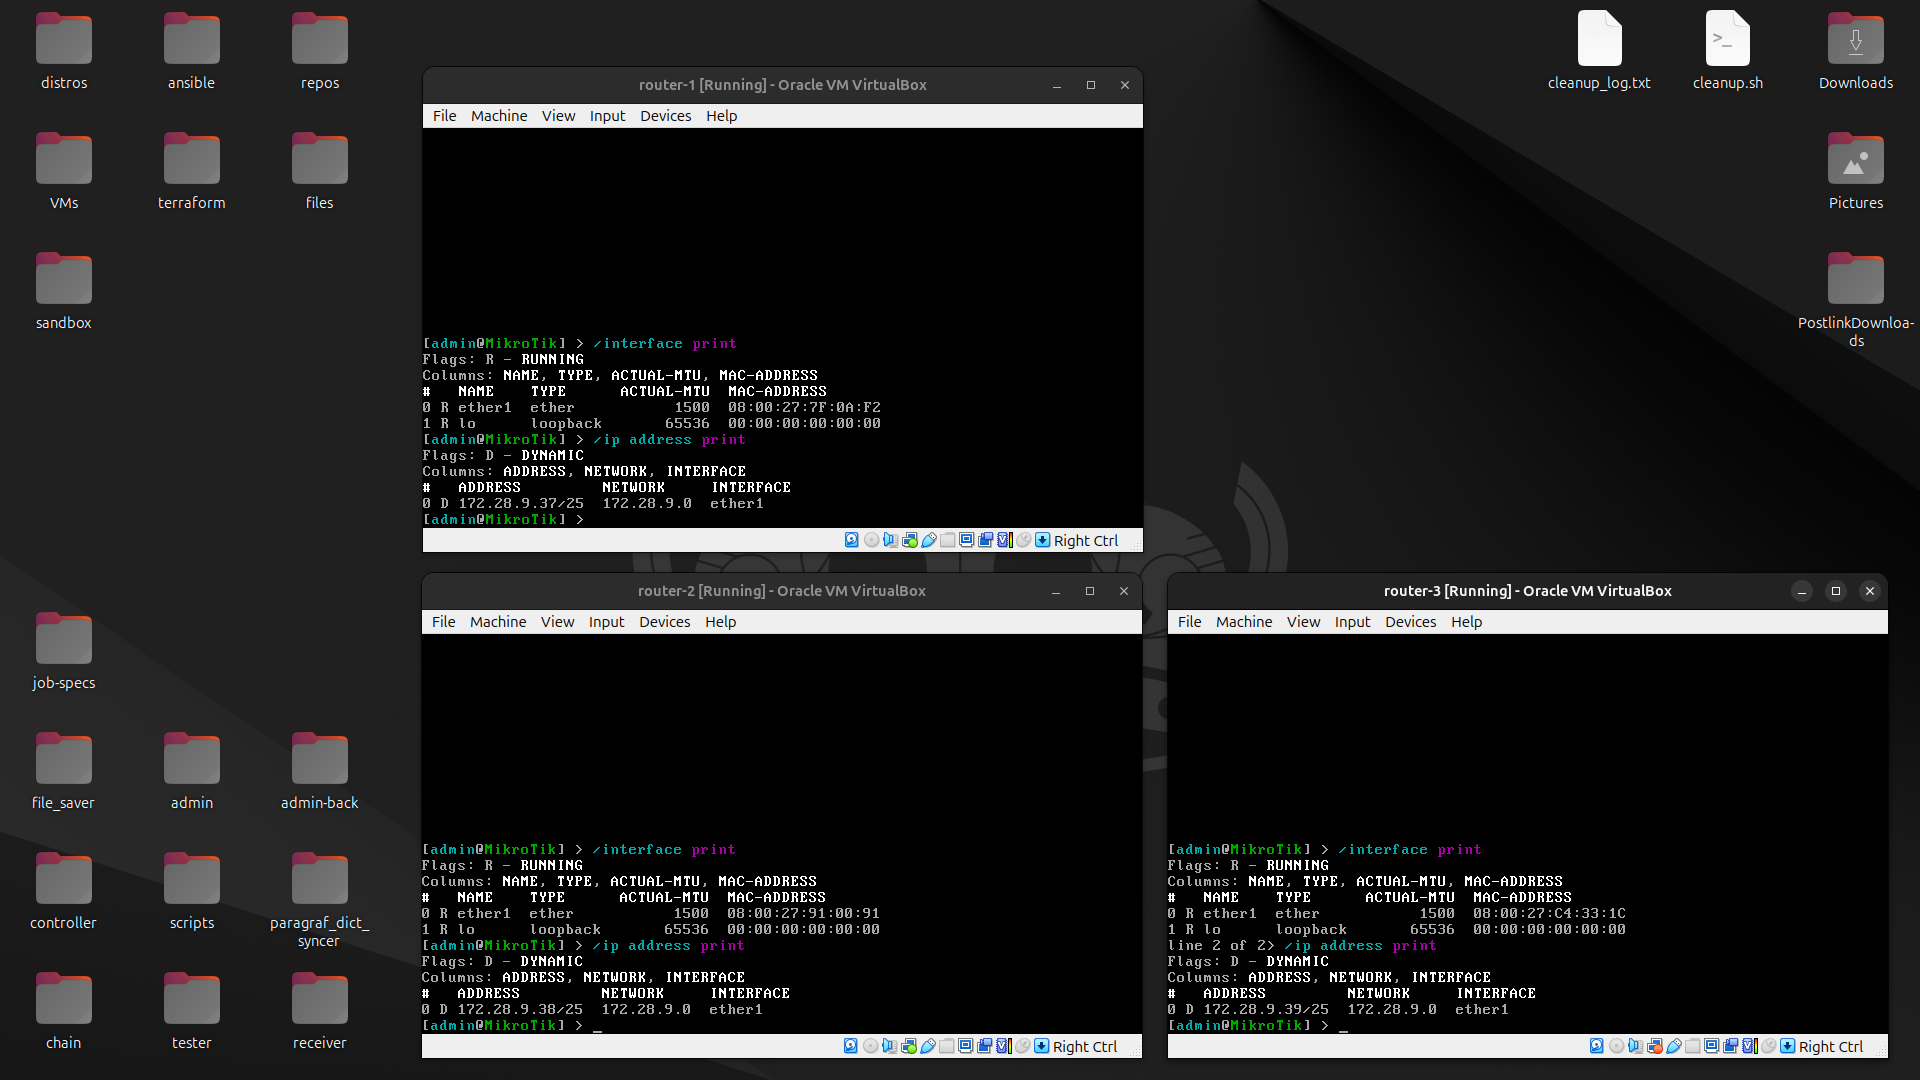 distros
ansible
repos
cleanup_log.txt
cleanup.sh
Downloads
VMs
terraform
files
Pictures
sandbox
PostlinkDownloa-
ds
job-specs
file_saver
admin
admin-back
controller
scripts
paragraf_dict_
syncer
chain
tester
receiver
router-1 [Running] - Oracle VM VirtualBox
File Machine View Input Devices Help
[admin@MikroTik] > /interface print
Flags: R - RUNNING
Columns: NAME, TYPE, ACTUAL-MTU, MAC-ADDRESS
# NAME TYPE ACTUAL-MTU MAC-ADDRESS
0 R ether1 ether 1500 08:00:27:7F:0A:F2
1 R lo loopback 65536 00:00:00:00:00:00
[admin@MikroTik] > /ip address print
Flags: D - DYNAMIC
Columns: ADDRESS, NETWORK, INTERFACE
# ADDRESS NETWORK INTERFACE
0 D 172.28.9.37/25 172.28.9.0 ether1
[admin@MikroTik] >
Right Ctrl
router-2 [Running] - Oracle VM VirtualBox
File Machine View Input Devices Help
[admin@MikroTik] > /interface print
Flags: R - RUNNING
Columns: NAME, TYPE, ACTUAL-MTU, MAC-ADDRESS
# NAME TYPE ACTUAL-MTU MAC-ADDRESS
0 R ether1 ether 1500 08:00:27:91:00:91
1 R lo loopback 65536 00:00:00:00:00:00
[admin@MikroTik] > /ip address print
Flags: D - DYNAMIC
Columns: ADDRESS, NETWORK, INTERFACE
# ADDRESS NETWORK INTERFACE
0 D 172.28.9.38/25 172.28.9.0 ether1
[admin@MikroTik] > _
Right Ctrl
router-3 [Running] - Oracle VM VirtualBox
File Machine View Input Devices Help
[admin@MikroTik] > /interface print
Flags: R - RUNNING
Columns: NAME, TYPE, ACTUAL-MTU, MAC-ADDRESS
# NAME TYPE ACTUAL-MTU MAC-ADDRESS
0 R ether1 ether 1500 08:00:27:C4:33:1C
1 R lo loopback 65536 00:00:00:00:00:00
line 2 of 2> /ip address print
Flags: D - DYNAMIC
Columns: ADDRESS, NETWORK, INTERFACE
# ADDRESS NETWORK INTERFACE
0 D 172.28.9.39/25 172.28.9.0 ether1
[admin@MikroTik] > _
Right Ctrl